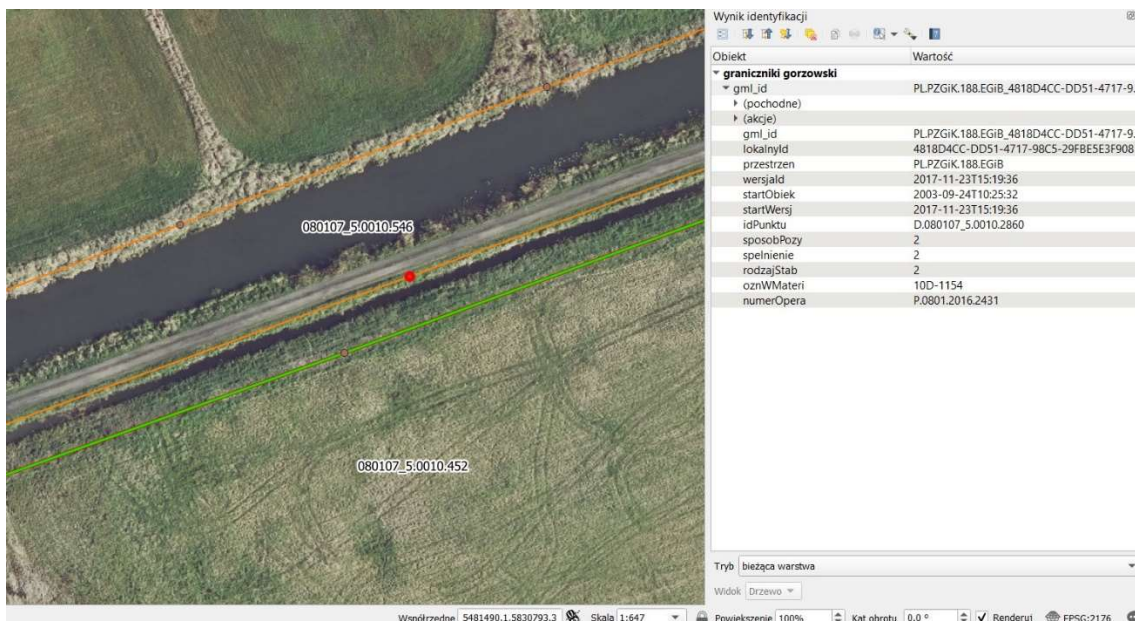 Wynik identyfikacji
Obiekt Wartość
graniczniki gorzowski
gml_id PL.PZGiK.188.EGiB_4818D4CC-DD51-4717-9.
(pochodne)
(akcje)
gml_id PL.PZGiK.188.EGiB_4818D4CC-DD51-4717-9.
lokalnyId 4818D4CC-DD51-4717-98C5-29FBE5E3F908
przestrzen PL.PZGiK.188.EGiB
wersjaId 2017-11-23T15:19:36
startObiek 2003-09-24T10:25:32
startWersj 2017-11-23T15:19:36
idPunktu D.080107_5.0010.2860
sposobPozy 2
spelnienie 2
rodzajStab 2
oznWMateri 10D-1154
numerOpera P.0801.2016.2431
080107_5.0010.546
080107_5.0010.452
Tryb bieżąca warstwa
Widok Drzewo
Współrzędne 5481490.1,5830793.3 Skala 1:647 Powiększenie 100% Kąt obrotu 0,0 ° Renderuj EPSG:2176